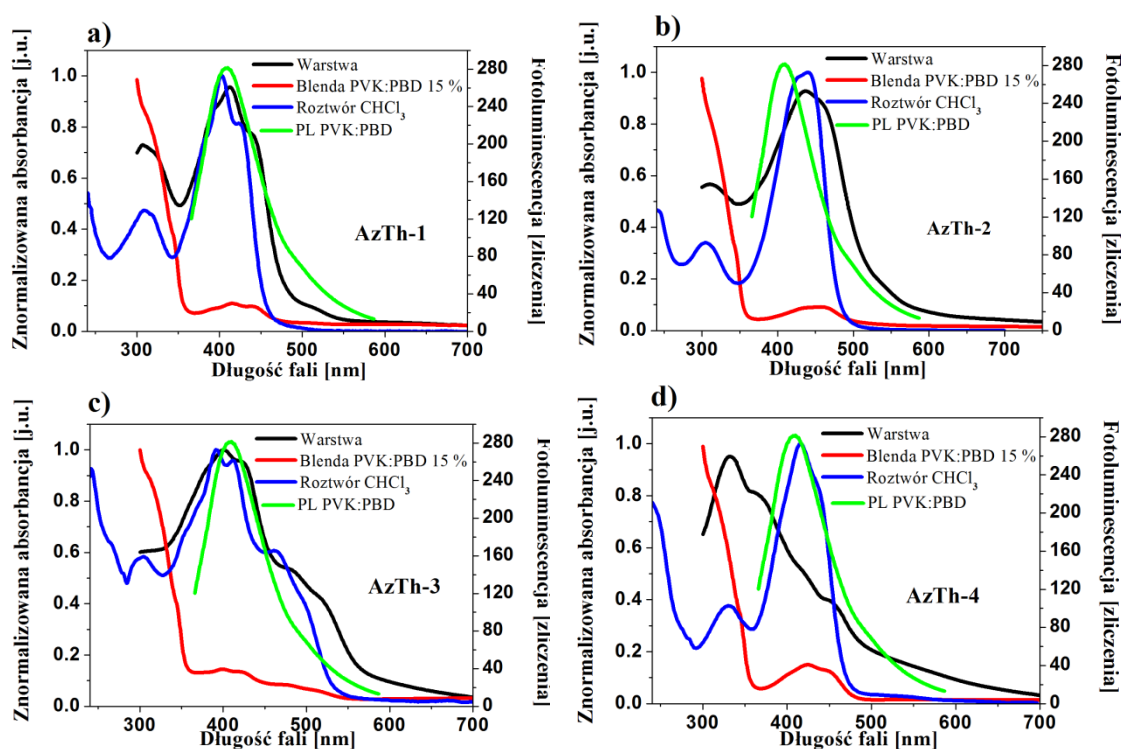 a)
Znormalizowana absorbancja [j.u.]
1.0
0.8
0.6
0.4
0.2
0.0
Warstwa
Blenda PVK:PBD 15 %
Roztwór CHCl3
PL PVK:PBD
AzTh-1
280
240
200
160
120
80
40
0
Fotoluminescencja [zliczenia]
300 400 500 600 700
Długość fali [nm]
b)
Znormalizowana absorbancja [j.u.]
1.0
0.8
0.6
0.4
0.2
0.0
Warstwa
Blenda PVK:PBD 15 %
Roztwór CHCl3
PL PVK:PBD
AzTh-2
280
240
200
160
120
80
40
0
Fotoluminescencja [zliczenia]
300 400 500 600 700
Długość fali [nm]
c)
Znormalizowana absorbancja [j.u.]
1.0
0.8
0.6
0.4
0.2
0.0
Warstwa
Blenda PVK:PBD 15 %
Roztwór CHCl3
PL PVK:PBD
AzTh-3
280
240
200
160
120
80
40
0
Fotoluminescencja [zliczenia]
300 400 500 600 700
Długość fali [nm]
d)
Znormalizowana absorbancja [j.u.]
1.0
0.8
0.6
0.4
0.2
0.0
Warstwa
Blenda PVK:PBD 15 %
Roztwór CHCl3
PL PVK:PBD
AzTh-4
280
240
200
160
120
80
40
0
Fotoluminescencja [zliczenia]
300 400 500 600 700
Długość fali [nm]